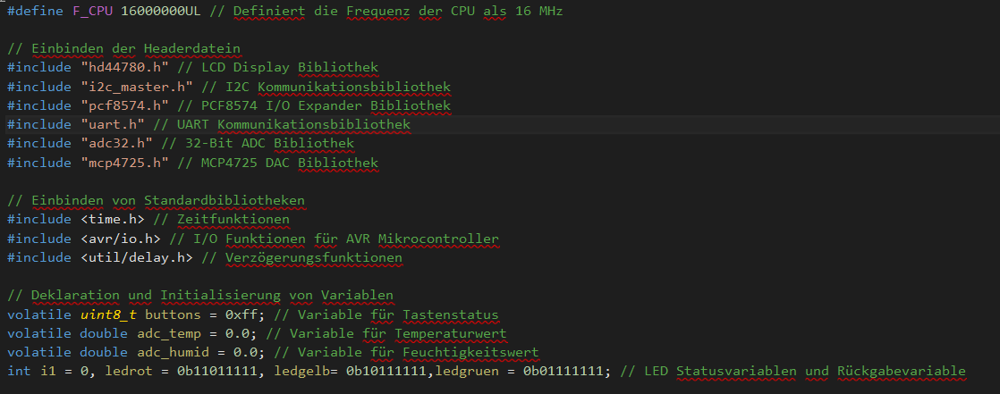 #define F_CPU 16000000UL // Definiert die Frequenz der CPU als 16 MHz
// Einbinden der Headerdatein
#include "hd44780.h" // LCD Display Bibliothek
#include "i2c_master.h" // I2C Kommunikationsbibliothek
#include "pcf8574.h" // PCF8574 I/O Expander Bibliothek
#include "uart.h" // UART Kommunikationsbibliothek
#include "adc32.h" // 32-Bit ADC Bibliothek
#include "mcp4725.h" // MCP4725 DAC Bibliothek
// Einbinden von Standardbibliotheken
#include <time.h> // Zeitfunktionen
#include <avr/io.h> // I/O Funktionen für AVR Mikrocontroller
#include <util/delay.h> // Verzögerungsfunktionen
// Deklaration und Initialisierung von Variablen
volatile uint8_t buttons = 0xff; // Variable für Tastenstatus
volatile double adc_temp = 0.0; // Variable für Temperaturwert
volatile double adc_humid = 0.0; // Variable für Feuchtigkeitswert
int i1 = 0, ledrot = 0b11011111, ledgelb= 0b10111111,ledgruen = 0b01111111; // LED Statusvariablen und Rückgabevariable